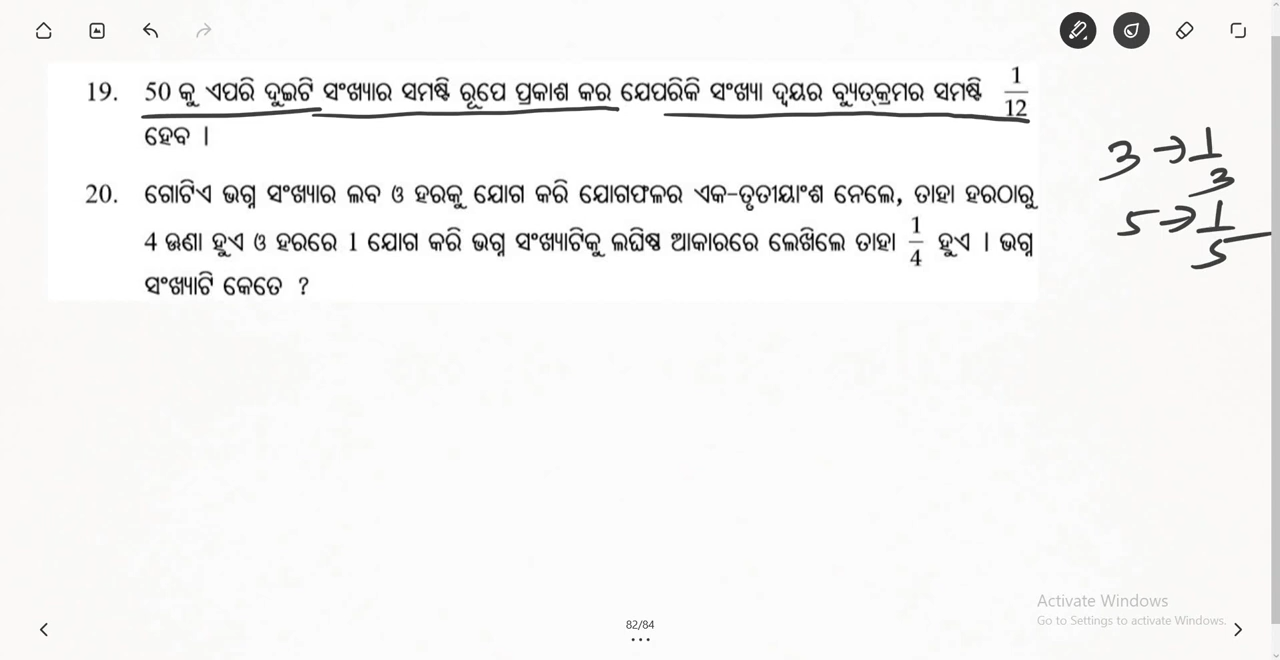 19. 50 କୁ ଏପରି ଦୁଇଟି ସଂଖ୍ୟାର ସମଷ୍ଟି ରୂପେ ପ୍ରକାଶ କର ଯେପରିକି ସଂଖ୍ୟା ଦ୍ୱୟର ବ୍ୟୁତ୍କ୍ରମର ସମଷ୍ଟି 1/12
ହେବ ।
3 → 1/3
20. ଗୋଟିଏ ଭଗ୍ନ ସଂଖ୍ୟାର ଲବ ଓ ହରକୁ ଯୋଗ କରି ଯୋଗଫଳର ଏକ-ତୃତୀୟାଂଶ ନେଲେ, ତାହା ହରଠାରୁ
5 → 1/5
4 ଊଣା ହୁଏ ଓ ହରରେ 1 ଯୋଗ କରି ଭଗ୍ନ ସଂଖ୍ୟାଟିକୁ ଲଘିଷ୍ଠ ଆକାରରେ ଲେଖିଲେ ତାହା 1/4 ହୁଏ । ଭଗ୍ନ
ସଂଖ୍ୟାଟି କେତେ ?
Activate Windows
Go to Settings to activate Windows.
82/84